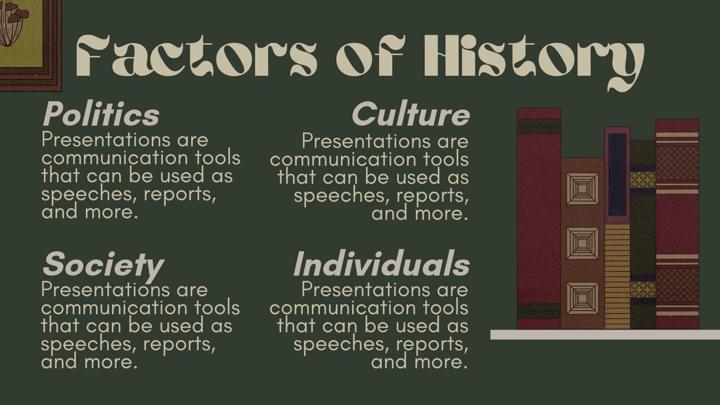 Factors of History
Politics
Presentations are
communication tools
that can be used as
speeches, reports,
and more.
Culture
Presentations are
communication tools
that can be used as
speeches, reports,
and more.
Society
Presentations are
communication tools
that can be used as
speeches, reports,
and more.
Individuals
Presentations are
communication tools
that can be used as
speeches, reports,
and more.